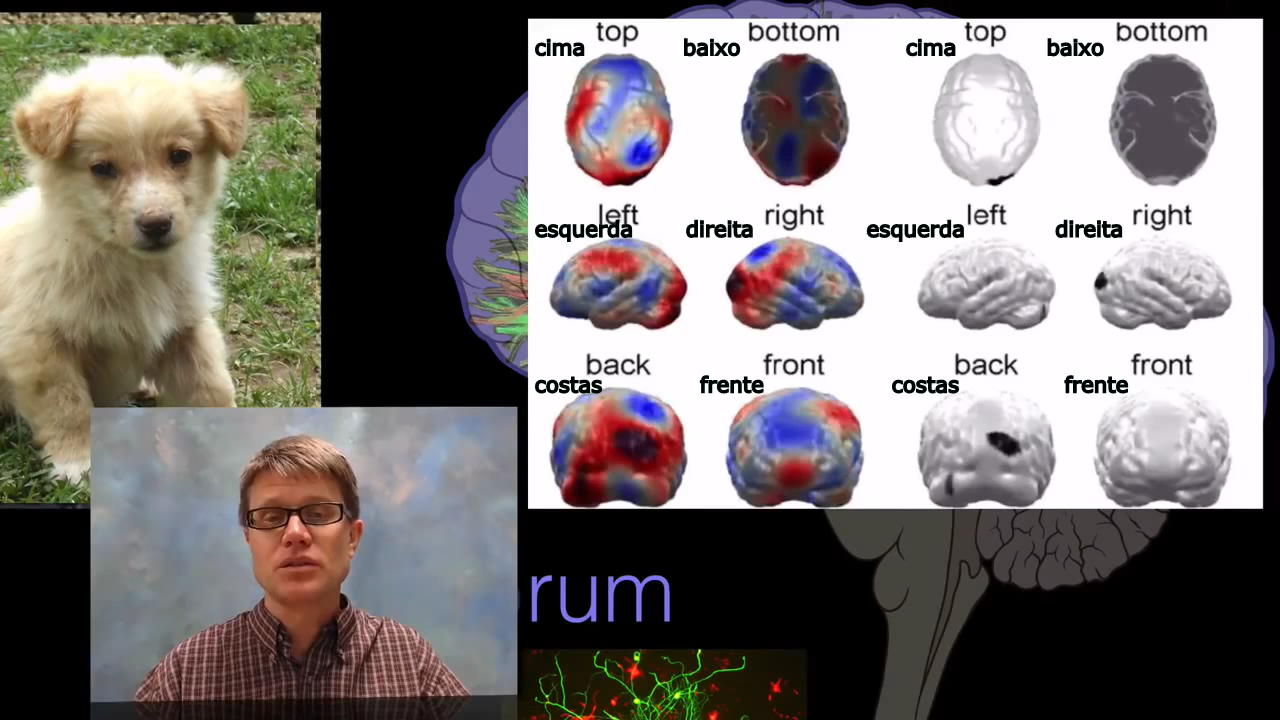 top bottom top bottom
cima baixo cima baixo
left right left right
esquerda direita esquerda direita
back front back front
costas frente costas frente
rum